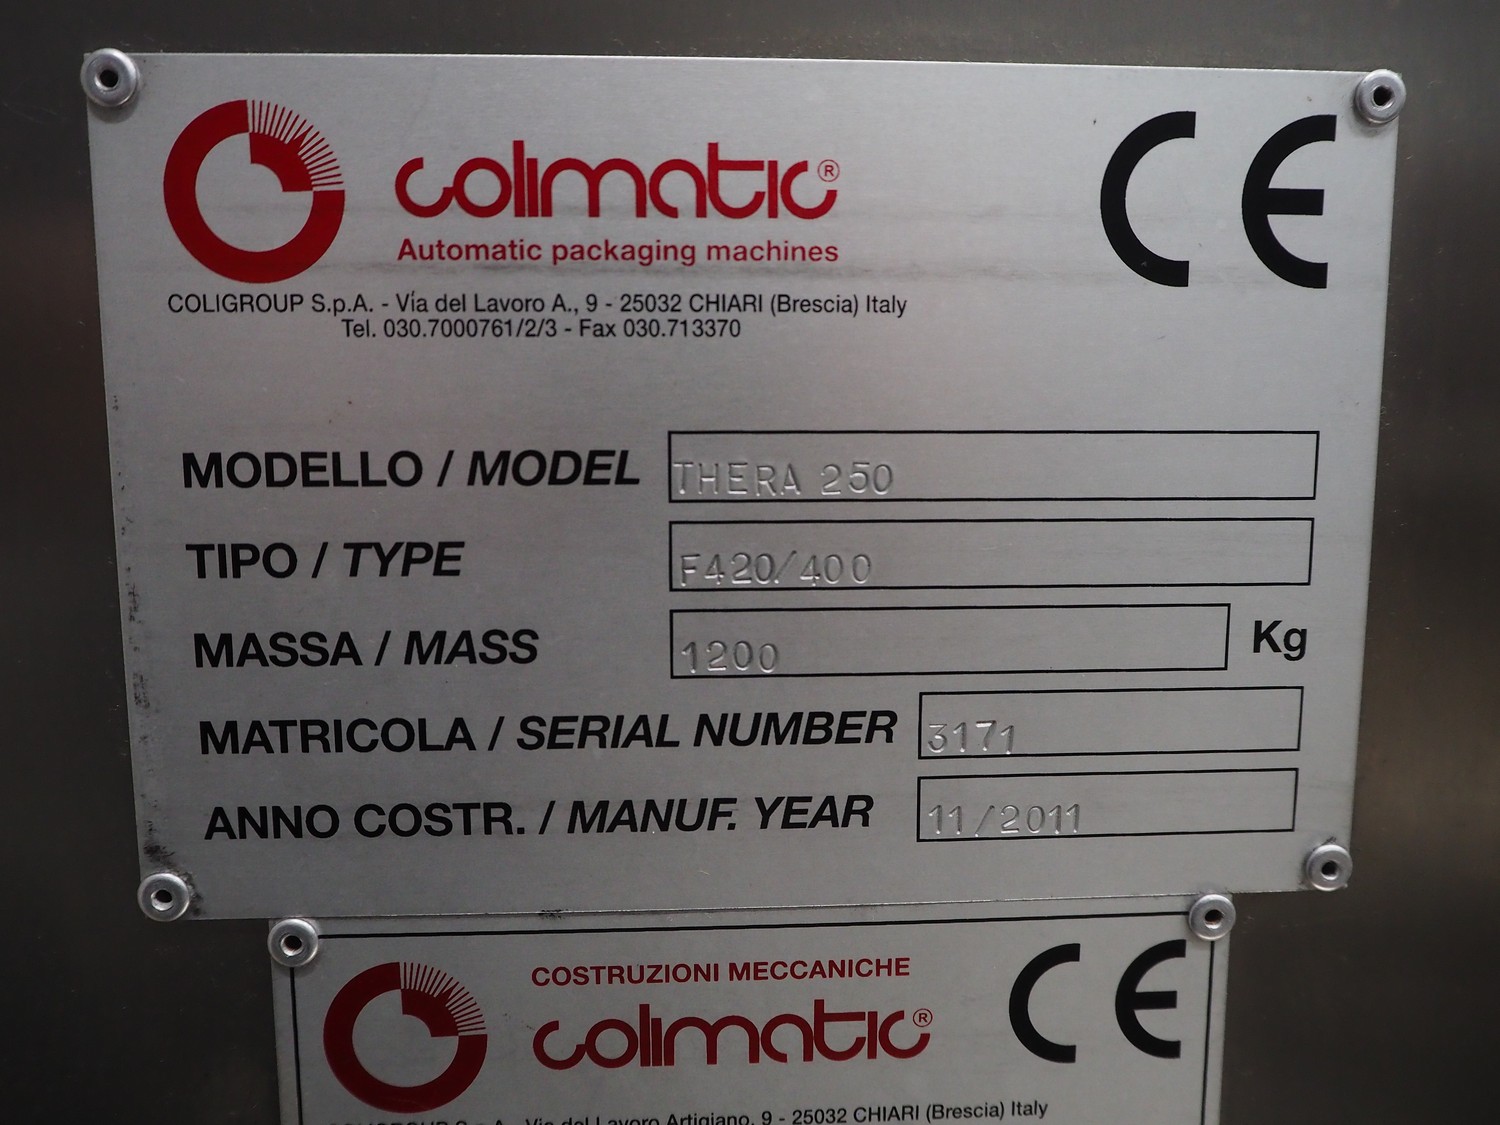 colimatic®
CE
Automatic packaging machines
COLIGROUP S.p.A. - Via del Lavoro A., 9 - 25032 CHIARI (Brescia) Italy
Tel. 030.7000761/2/3 - Fax 030.713370
MODELLO / MODEL THERA 250
TIPO / TYPE F420/400
MASSA / MASS 1200 Kg
MATRICOLA / SERIAL NUMBER 3171
ANNO COSTR. / MANUF. YEAR 11/2011
COSTRUZIONI MECCANICHE
colimatic®
CE
COLIGROUP S.p.A. - Via del Lavoro Artigiano, 9 - 25032 CHIARI (Brescia) Italy